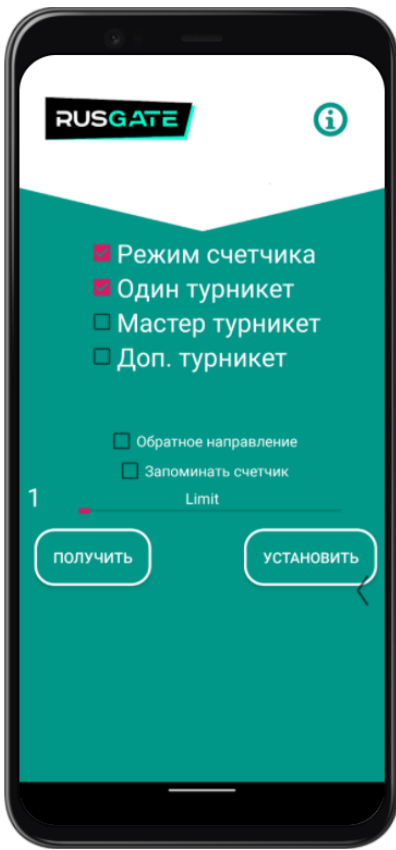 RUSGATE
Режим счетчика
Один турникет
Мастер турникет
Доп. турникет
Обратное направление
Запоминать счетчик
1 Limit
ПОЛУЧИТЬ УСТАНОВИТЬ